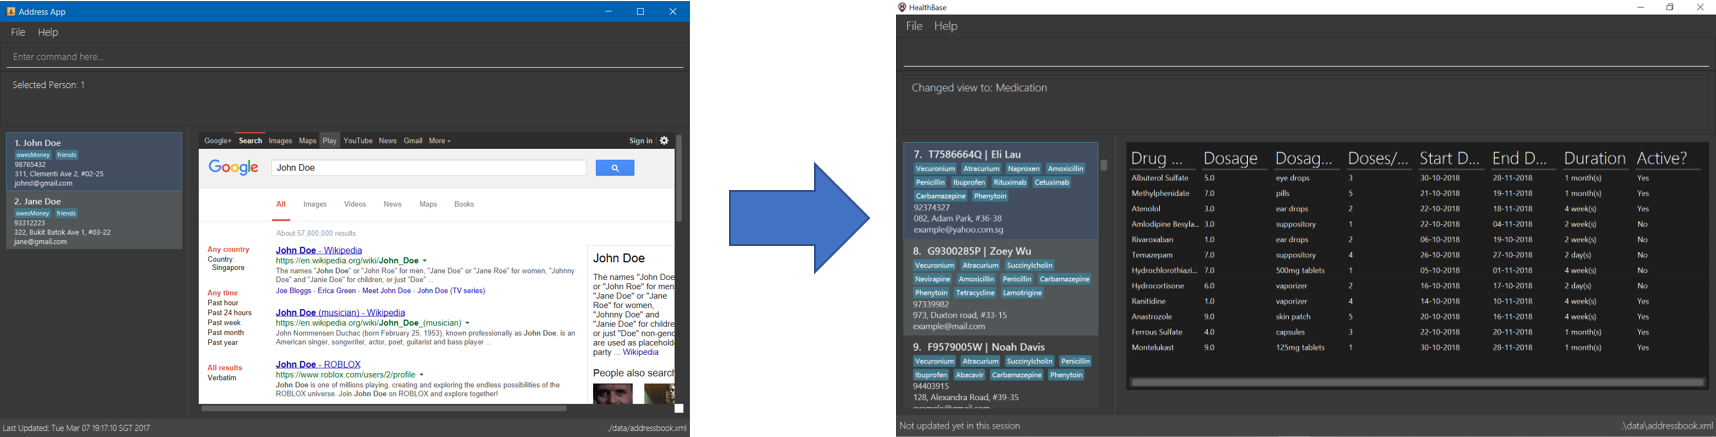 Address App
File Help
Enter command here...
Selected Person: 1
1. John Doe
owesMoney friends
98765432
311, Clementi Ave 2, #02-25
johnd@gmail.com
2. Jane Doe
owesMoney friends
93312223
322, Bukit Batok Ave 1, #03-22
jane@gmail.com
Google+ Search Images Maps Play YouTube News Gmail More Sign in
Google John Doe
All Images Videos News Maps Books
About 57,800,000 results
Any country
Country:
Singapore
Any time
Past hour
Past 24 hours
Past week
Past month
Past year
All results
Verbatim
John Doe - Wikipedia
https://en.wikipedia.org/wiki/John_Doe
The names "John Doe" or "John Roe" for men, "Jane Doe" or "Jane Roe" for women, "Johnny
Doe" and "Janie Doe" for children, or just "Doe" ...
Joe Bloggs - Erica Green - Meet John Doe - John Doe (TV series)
John Doe (musician) - Wikipedia
https://en.wikipedia.org/wiki/John_Doe_(musician)
John Nommensen Duchac (born February 25, 1953), known professionally as John Doe, is an
American singer, songwriter, actor, poet, guitarist and bass player ...
John Doe - ROBLOX
https://www.roblox.com/users/2/profile
John Doe is one of millions playing, creating and exploring the endless possibilities of the
ROBLOX universe. Join John Doe on ROBLOX and explore together!
John Doe
The names "John Doe
or "John Roe" for men
"Jane Doe" or "Jane
Roe" for women,
"Johnny Doe" and
"Janie Doe" for childre
or just "Doe" non-gend
are used as placeholde
party ... Wikipedia
People also search
Last Updated: Tue Mar 07 19:17:10 SGT 2017
./data/addressbook.xml
HealthBase
File Help
Changed view to: Medication
7. T7586664Q | Eli Lau
Vecuronium Atracurium Naproxen Amoxicillin
Penicillin Ibuprofen Rituximab Cetuximab
Carbamazepine Phenytoin
92374327
082, Adam Park, #36-38
example@yahoo.com.sg
8. G9300285P | Zoey Wu
Vecuronium Atracurium Succinylcholin
Nevirapine Amoxicillin Penicillin Carbamazepine
Phenytoin Tetracycline Lamotrigine
97339982
973, Duxton road, #33-15
example@mail.com
9. F9579005W | Noah Davis
Vecuronium Atracurium Succinylcholin Penicillin
Ibuprofen Abacavir Carbamazepine Phenytoin
94403915
128, Alexandra Road, #39-35
example@gmail.com
Drug ... Dosage Dosag... Doses/... Start D... End D... Duration Active?
Albuterol Sulfate 5.0 eye drops 3 30-10-2018 28-11-2018 1 month(s) Yes
Methylphenidate 7.0 pills 5 21-10-2018 19-11-2018 1 month(s) Yes
Atenolol 3.0 ear drops 2 22-10-2018 18-11-2018 4 week(s) Yes
Amlodipine Besyla... 3.0 suppository 1 22-10-2018 04-11-2018 2 week(s) No
Rivaroxaban 1.0 ear drops 2 06-10-2018 19-10-2018 2 week(s) No
Temazepam 7.0 suppository 4 26-10-2018 27-10-2018 2 day(s) No
Hydrochlorothiazi... 7.0 500mg tablets 1 05-10-2018 01-11-2018 4 week(s) No
Hydrocortisone 6.0 vaporizer 2 16-10-2018 17-10-2018 2 day(s) No
Ranitidine 1.0 vaporizer 4 14-10-2018 10-11-2018 4 week(s) Yes
Anastrozole 9.0 skin patch 5 20-10-2018 16-11-2018 4 week(s) Yes
Ferrous Sulfate 4.0 capsules 3 22-10-2018 20-11-2018 1 month(s) Yes
Montelukast 9.0 125mg tablets 1 30-10-2018 28-11-2018 1 month(s) Yes
Not updated yet in this session
.\data\addressbook.xml